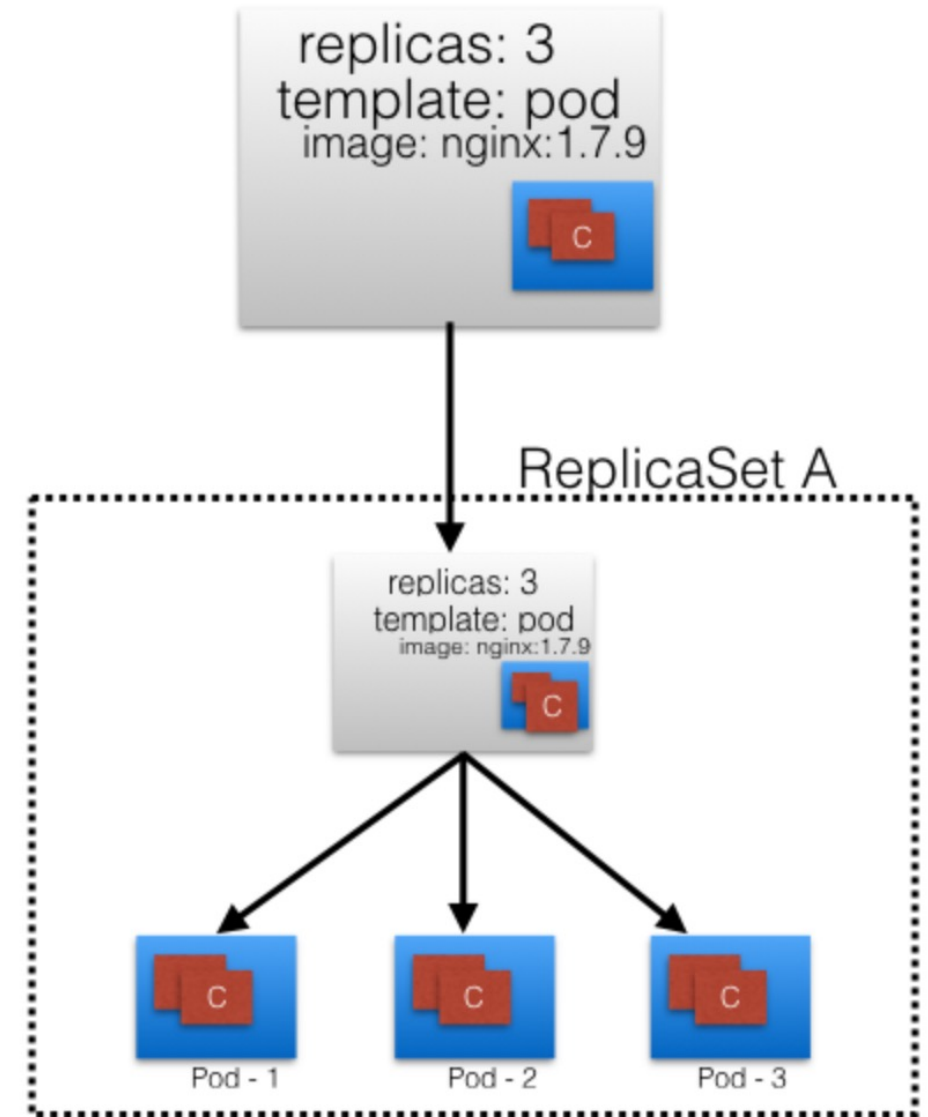 replicas: 3
template: pod
image: nginx:1.7.9
C
ReplicaSet A
replicas: 3
template: pod
image: nginx:1.7.9
C
C
C
C
Pod - 1
Pod - 2
Pod - 3